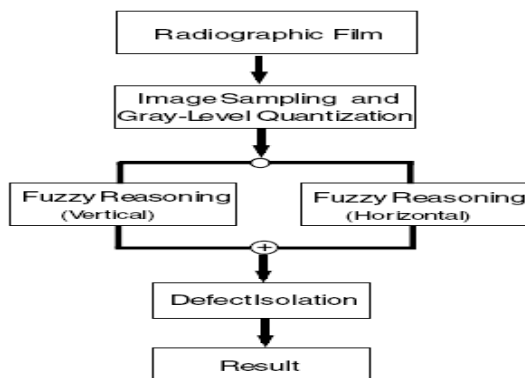 Radiographic Film
Image Sampling and
Gray-Level Quantization
Fuzzy Reasoning
(Vertical)
Fuzzy Reasoning
(Horizontal)
+
Defect Isolation
Result